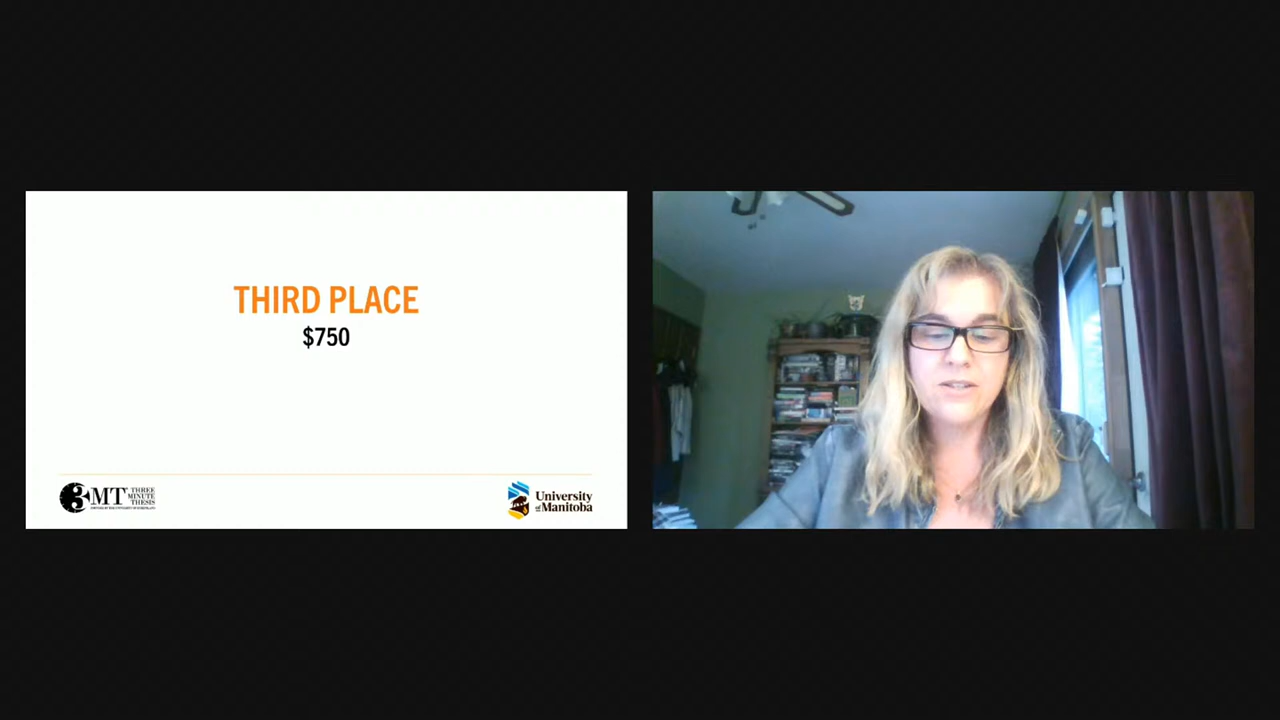 THIRD PLACE
$750
3MT THREE
MINUTE
THESIS
University
of Manitoba